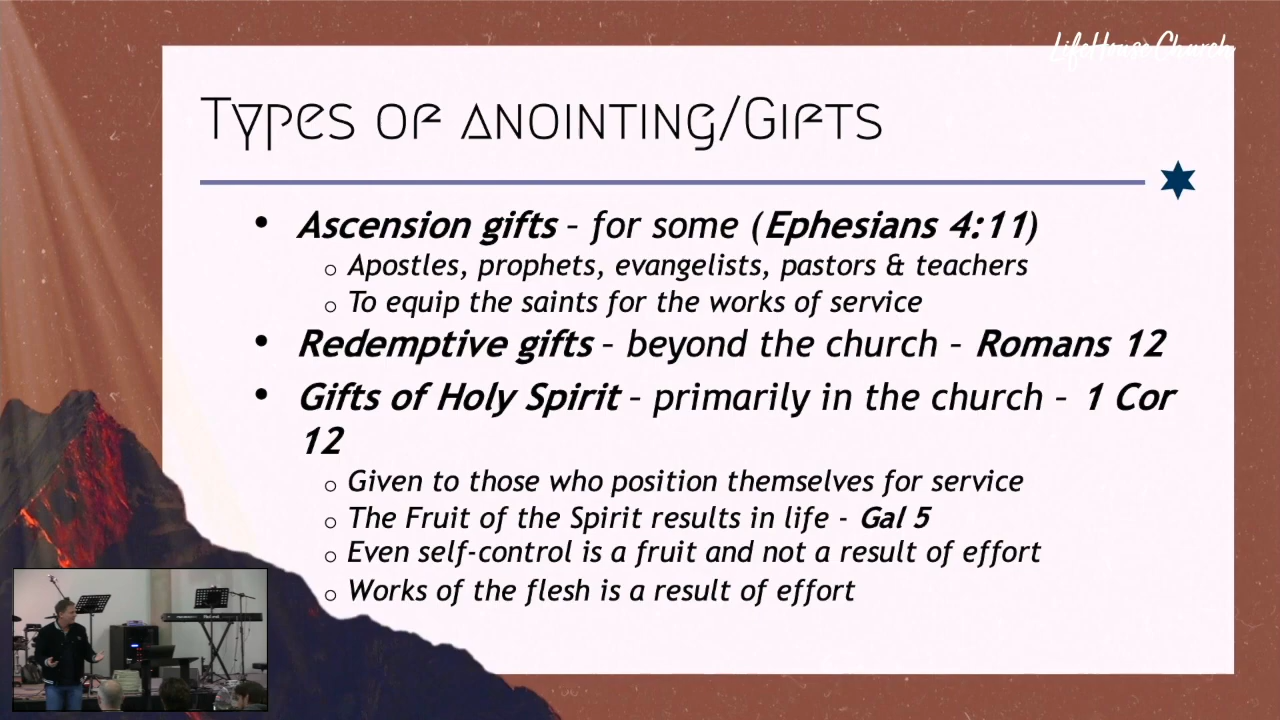 LifeHouse Church
Types of anointing/Gifts
• Ascension gifts – for some (Ephesians 4:11)
o Apostles, prophets, evangelists, pastors & teachers
o To equip the saints for the works of service
• Redemptive gifts – beyond the church – Romans 12
• Gifts of Holy Spirit – primarily in the church – 1 Cor
12
o Given to those who position themselves for service
o The Fruit of the Spirit results in life - Gal 5
o Even self-control is a fruit and not a result of effort
o Works of the flesh is a result of effort